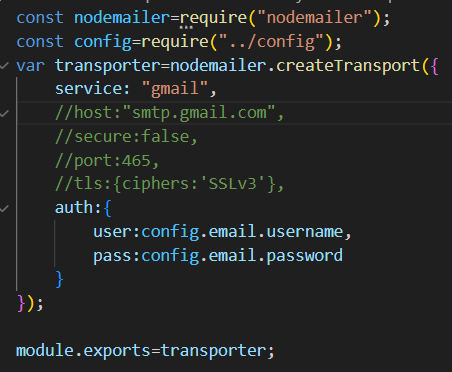 const nodemailer=require("nodemailer");
const config=require("../config");
var transporter=nodemailer.createTransport({
service: "gmail",
//host:"smtp.gmail.com",
//secure:false,
//port:465,
//tls:{ciphers:'SSLv3'},
auth:{
user:config.email.username,
pass:config.email.password
}
});
module.exports=transporter;